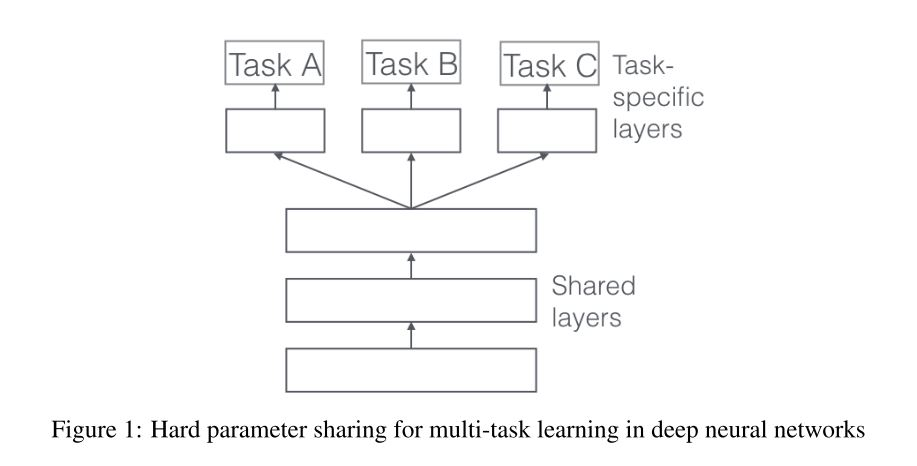 Task A Task B Task C Task-
specific
layers
Shared
layers
Figure 1: Hard parameter sharing for multi-task learning in deep neural networks